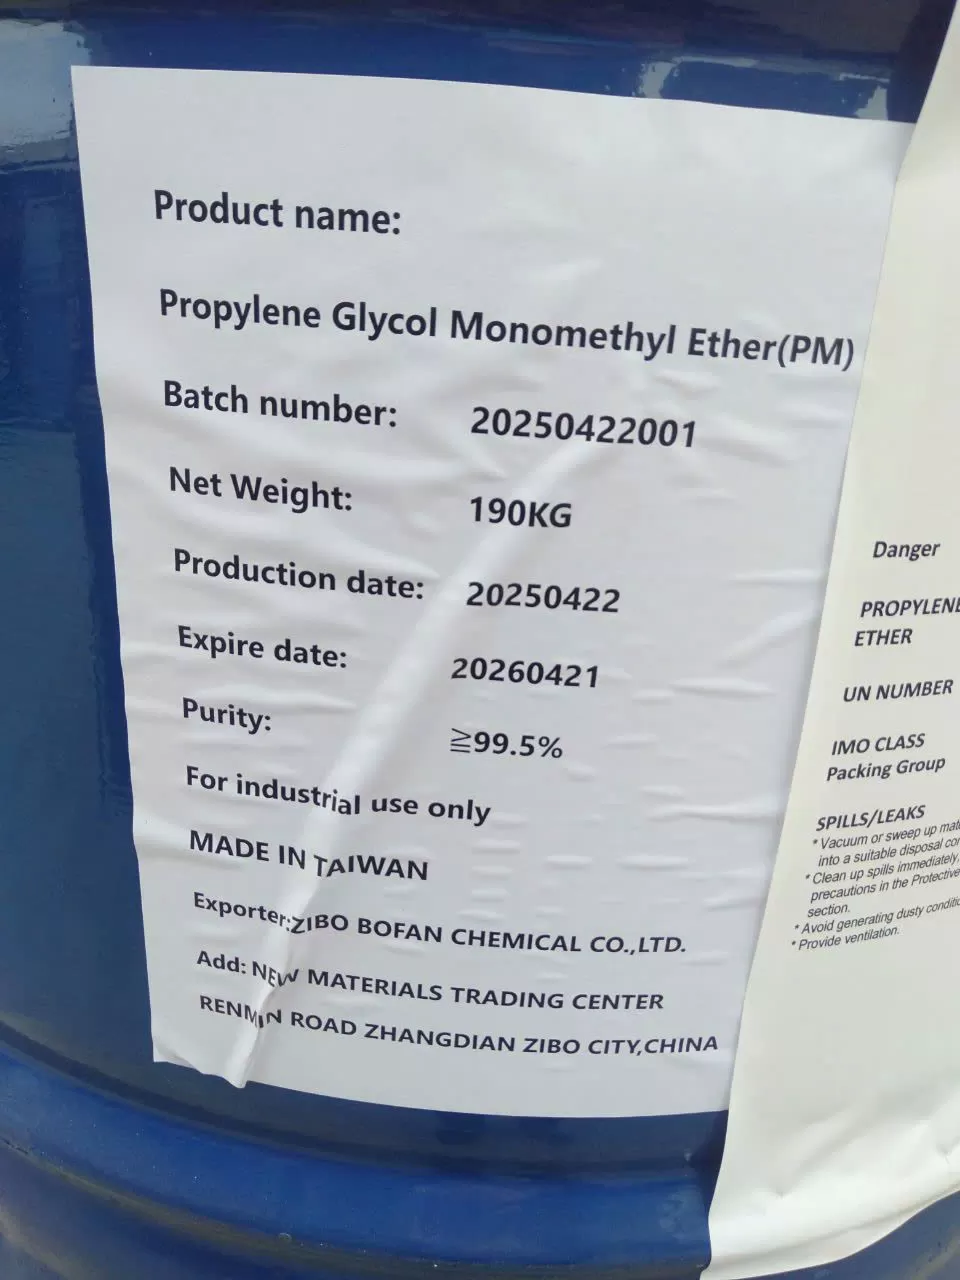 Product name:
Propylene Glycol Monomethyl Ether(PM)
Batch number: 20250422001
Net Weight: 190KG
Production date: 20250422
Expire date: 20260421
Purity: ≧99.5%
For industrial use only
MADE IN TAIWAN
Exporter:ZIBO BOFAN CHEMICAL CO.,LTD.
Add: NEW MATERIALS TRADING CENTER
RENMIN ROAD ZHANGDIAN ZIBO CITY,CHINA
Danger
PROPYLENE
ETHER
UN NUMBER
IMO CLASS
Packing Group
SPILLS/LEAKS
* Vacuum or sweep up
into a suitable disposal
* Clean up spills immediately,
precautions in the Protective
section.
* Avoid generating dusty
* Provide ventilation.